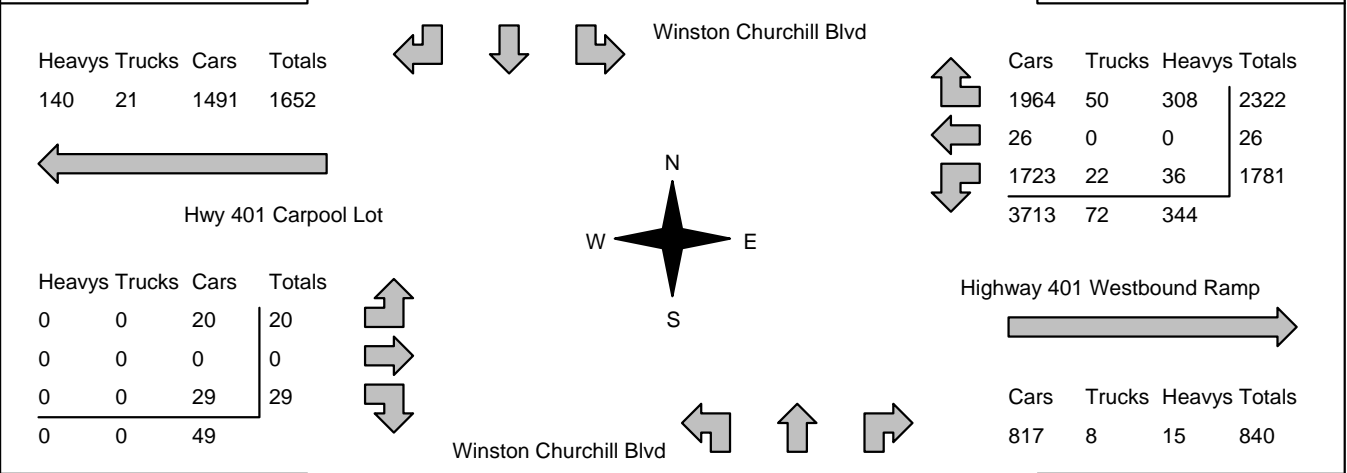 Winston Churchill Blvd
Heavys Trucks Cars Totals
140 21 1491 1652
Hwy 401 Carpool Lot
Heavys Trucks Cars Totals
0 0 20 20
0 0 0 0
0 0 29 29
0 0 49
N
W E
S
Cars Trucks Heavys Totals
1964 50 308 2322
26 0 0 26
1723 22 36 1781
3713 72 344
Highway 401 Westbound Ramp
Cars Trucks Heavys Totals
817 8 15 840
Winston Churchill Blvd